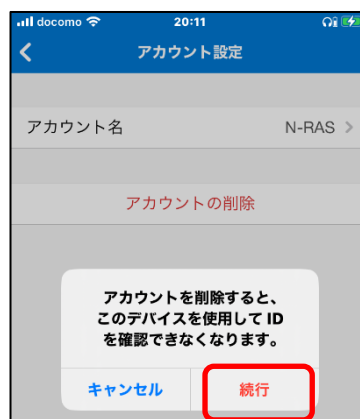 docomo 20:11
アカウント設定
アカウント名 N-RAS
アカウントの削除
アカウントを削除すると、
このデバイスを使用して ID
を確認できなくなります。
キャンセル 続行